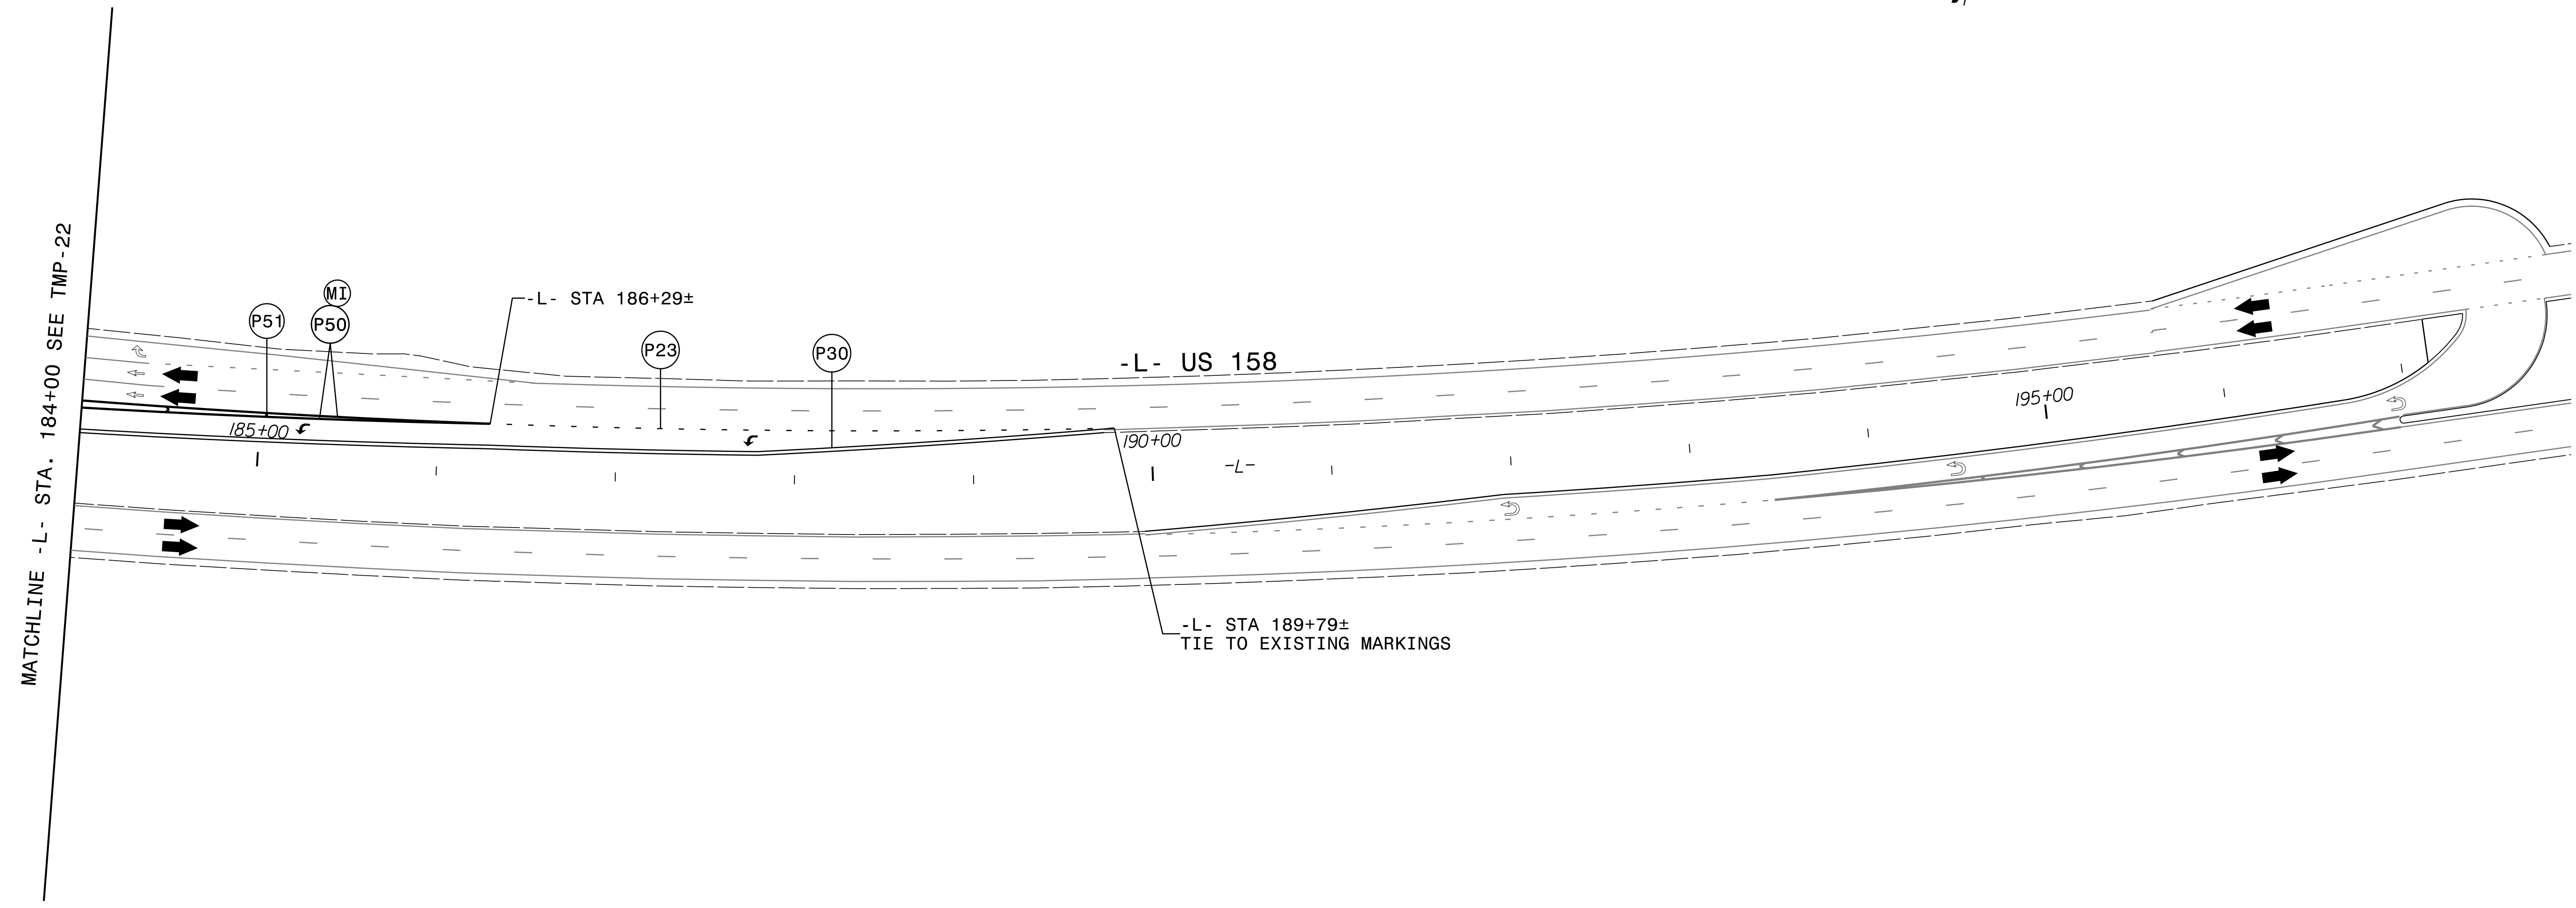 MATCHLINE -L- STA. 184+00 SEE TMP-22
MI
P51
P50
-L- STA 186+29±
P23
P30
-L- US 158
185+00
190+00
-L-
195+00
-L- STA 189+79±
TIE TO EXISTING MARKINGS